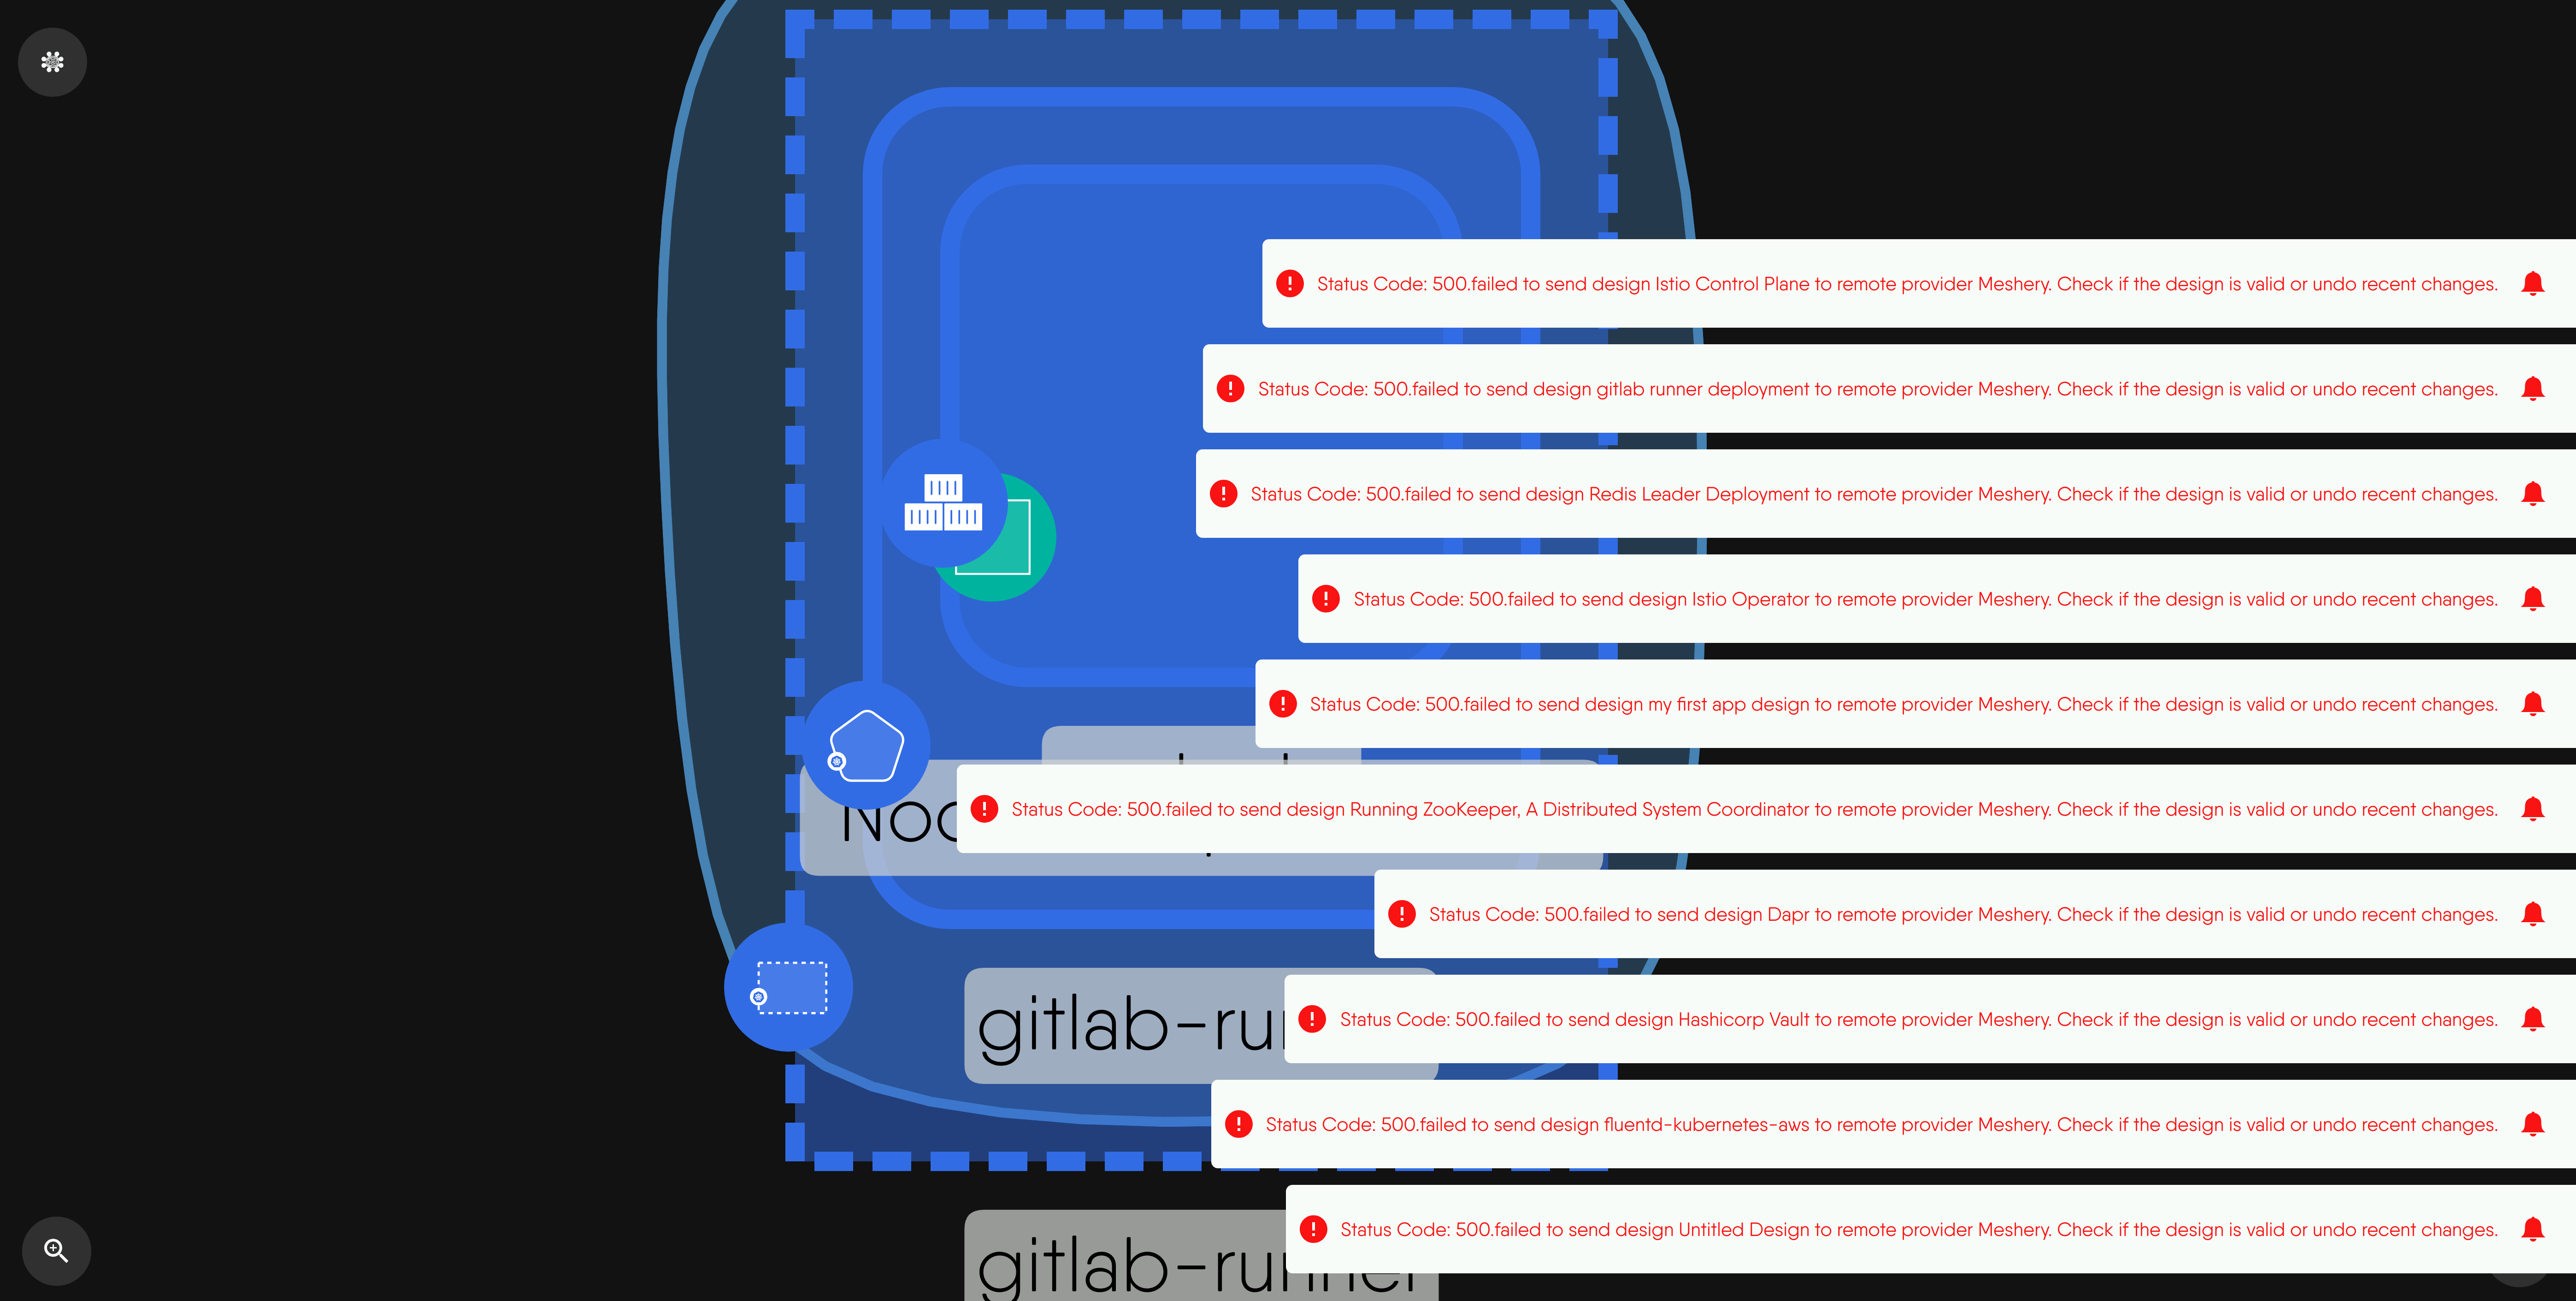 Status Code: 500.failed to send design Istio Control Plane to remote provider Meshery. Check if the design is valid or undo recent changes.
Status Code: 500.failed to send design gitlab runner deployment to remote provider Meshery. Check if the design is valid or undo recent changes.
Status Code: 500.failed to send design Redis Leader Deployment to remote provider Meshery. Check if the design is valid or undo recent changes.
Status Code: 500.failed to send design Istio Operator to remote provider Meshery. Check if the design is valid or undo recent changes.
Status Code: 500.failed to send design my first app design to remote provider Meshery. Check if the design is valid or undo recent changes.
Status Code: 500.failed to send design Running ZooKeeper, A Distributed System Coordinator to remote provider Meshery. Check if the design is valid or undo recent changes.
Status Code: 500.failed to send design Dapr to remote provider Meshery. Check if the design is valid or undo recent changes.
Status Code: 500.failed to send design Hashicorp Vault to remote provider Meshery. Check if the design is valid or undo recent changes.
Status Code: 500.failed to send design fluentd-kubernetes-aws to remote provider Meshery. Check if the design is valid or undo recent changes.
Status Code: 500.failed to send design Untitled Design to remote provider Meshery. Check if the design is valid or undo recent changes.
gitlab-runner